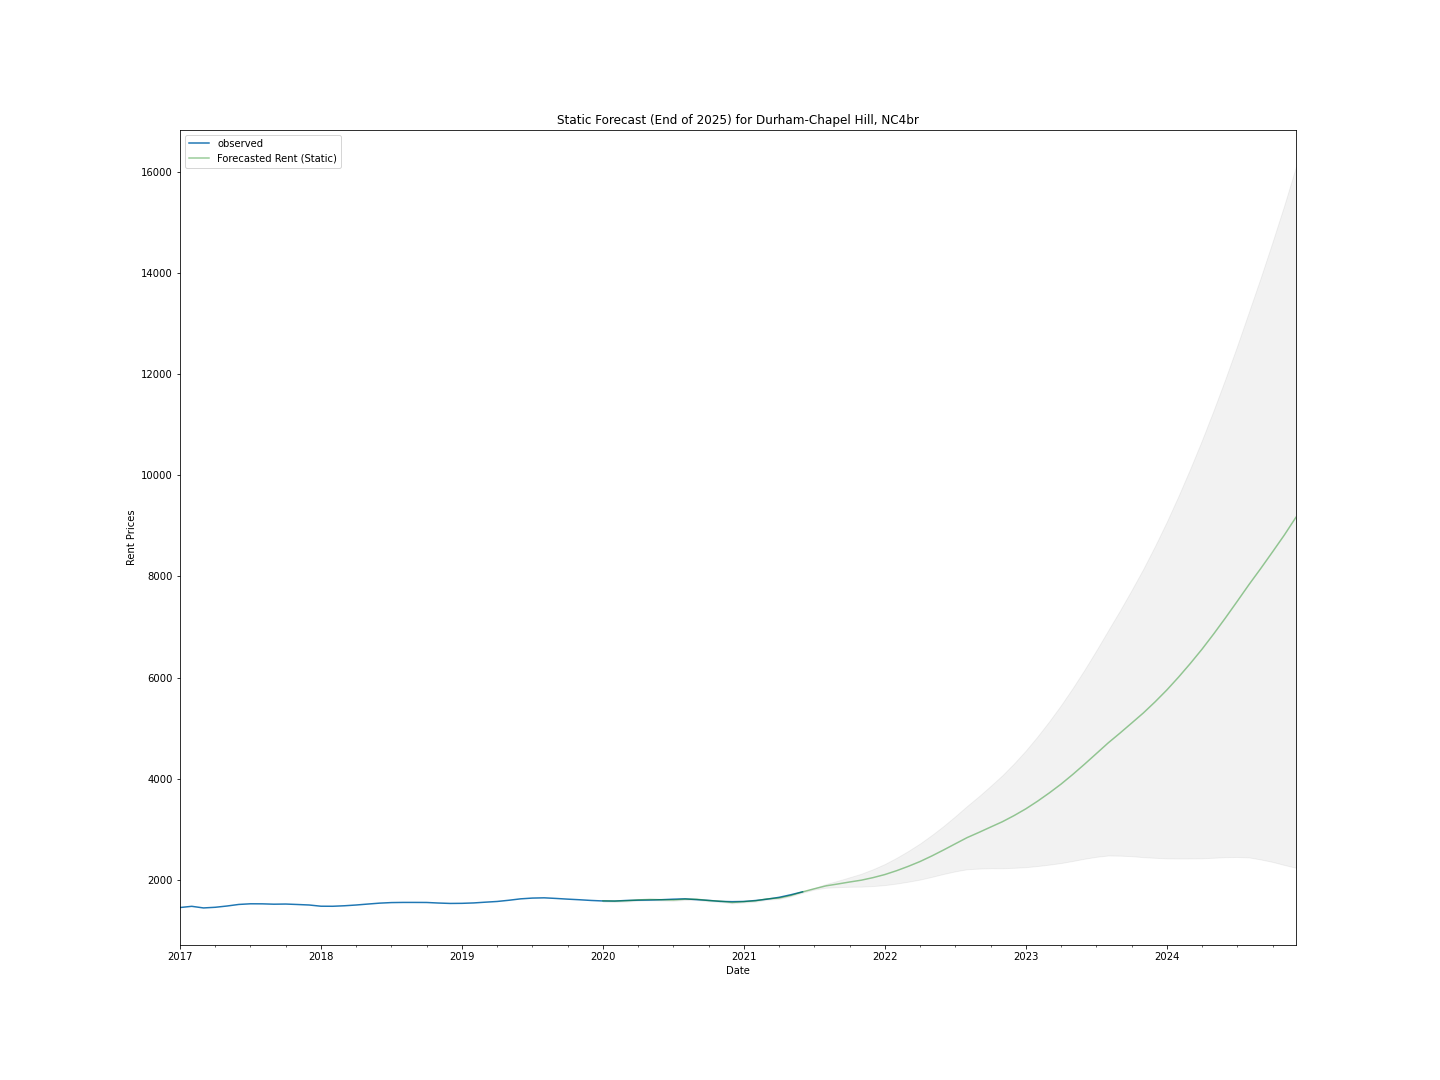 Static Forecast (End of 2025) for Durham-Chapel Hill, NC4br
observed
Forecasted Rent (Static)
16000
14000
12000
10000
8000
6000
4000
2000
Rent Prices
2017 2018 2019 2020 2021 2022 2023 2024
Date